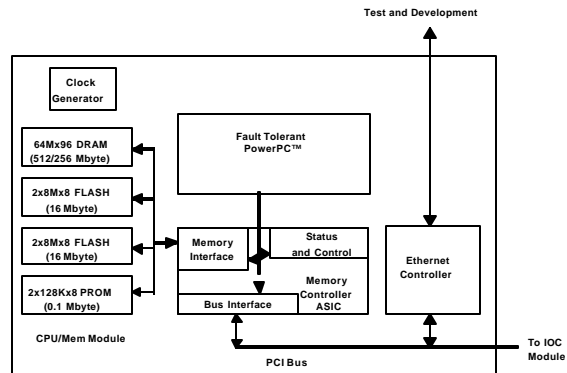 Test and Development
Clock
Generator
64Mx96 DRAM
(512/256 Mbyte)
2x8Mx8 FLASH
(16 Mbyte)
2x8Mx8 FLASH
(16 Mbyte)
2x128Kx8 PROM
(0.1 Mbyte)
CPU/Mem Module
Fault Tolerant
PowerPC™
Memory
Interface
Status
and Control
Memory
Controller
ASIC
Bus Interface
Ethernet
Controller
PCI Bus
To IOC
Module